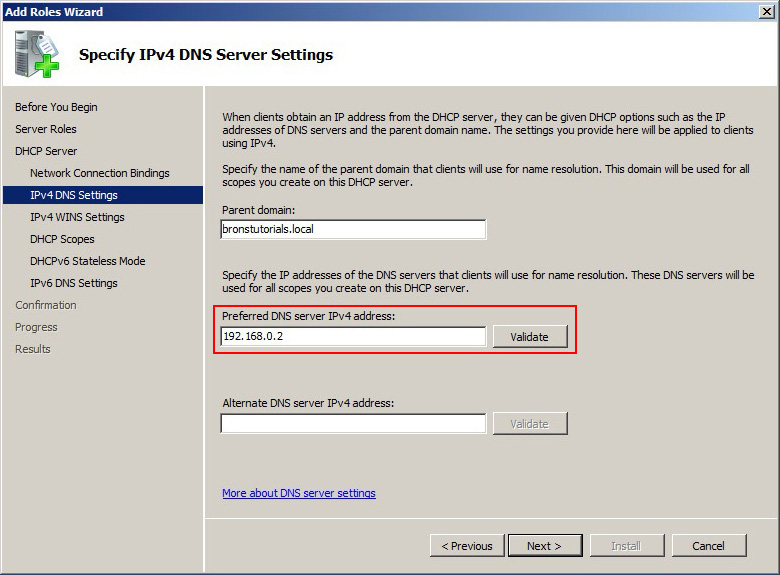 Add Roles Wizard
Specify IPv4 DNS Server Settings
Before You Begin
Server Roles
DHCP Server
Network Connection Bindings
IPv4 DNS Settings
IPv4 WINS Settings
DHCP Scopes
DHCPv6 Stateless Mode
IPv6 DNS Settings
Confirmation
Progress
Results
When clients obtain an IP address from the DHCP server, they can be given DHCP options such as the IP
addresses of DNS servers and the parent domain name. The settings you provide here will be applied to clients
using IPv4.
Specify the name of the parent domain that clients will use for name resolution. This domain will be used for all
scopes you create on this DHCP server.
Parent domain:
bronstutorials.local
Specify the IP addresses of the DNS servers that clients will use for name resolution. These DNS servers will be
used for all scopes you create on this DHCP server.
Preferred DNS server IPv4 address:
192.168.0.2 Validate
Alternate DNS server IPv4 address:
Validate
More about DNS server settings
< Previous Next > Install Cancel